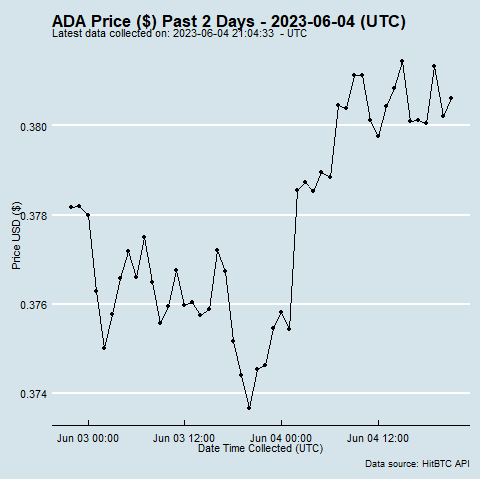 ADA Price ($) Past 2 Days - 2023-06-04 (UTC)
Latest data collected on: 2023-06-04 21:04:33 - UTC
0.380
0.378
0.376
0.374
Price USD ($)
Jun 03 00:00 Jun 03 12:00 Jun 04 00:00 Jun 04 12:00
Date Time Collected (UTC)
Data source: HitBTC API